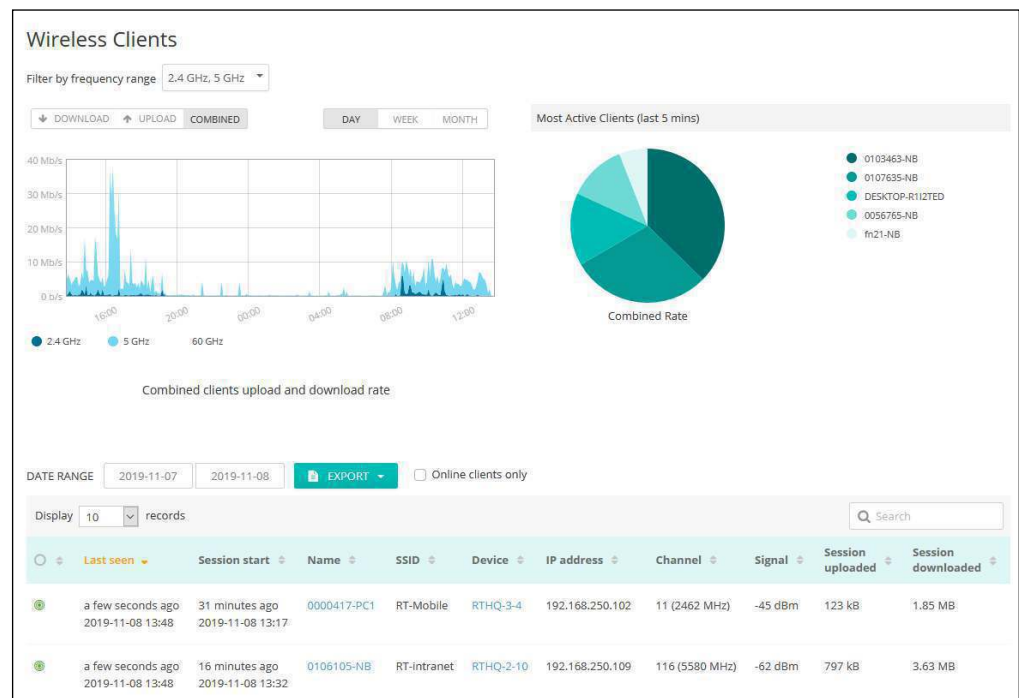 Wireless Clients
Filter by frequency range 2.4 GHz, 5 GHz
DOWNLOAD UPLOAD COMBINED DAY WEEK MONTH
Most Active Clients (last 5 mins)
40 Mb/s
30 Mb/s
20 Mb/s
10 Mb/s
0 b/s
16:00 20:00 00:00 04:00 08:00 12:00
2.4 GHz 5 GHz 60 GHz
Combined clients upload and download rate
0103463-NB
0107635-NB
DESKTOP-R1I2TED
0056765-NB
fn21-NB
Combined Rate
DATE RANGE 2019-11-07 2019-11-08 EXPORT Online clients only
Display 10 records Search
Last seen Session start Name SSID Device IP address Channel Signal Session uploaded Session downloaded
a few seconds ago 31 minutes ago 0000417-PC1 RT-Mobile RTHQ-3-4 192.168.250.102 11 (2462 MHz) -45 dBm 123 kB 1.85 MB
2019-11-08 13:48 2019-11-08 13:17
a few seconds ago 16 minutes ago 0106105-NB RT-intranet RTHQ-2-10 192.168.250.109 116 (5580 MHz) -62 dBm 797 kB 3.63 MB
2019-11-08 13:48 2019-11-08 13:32